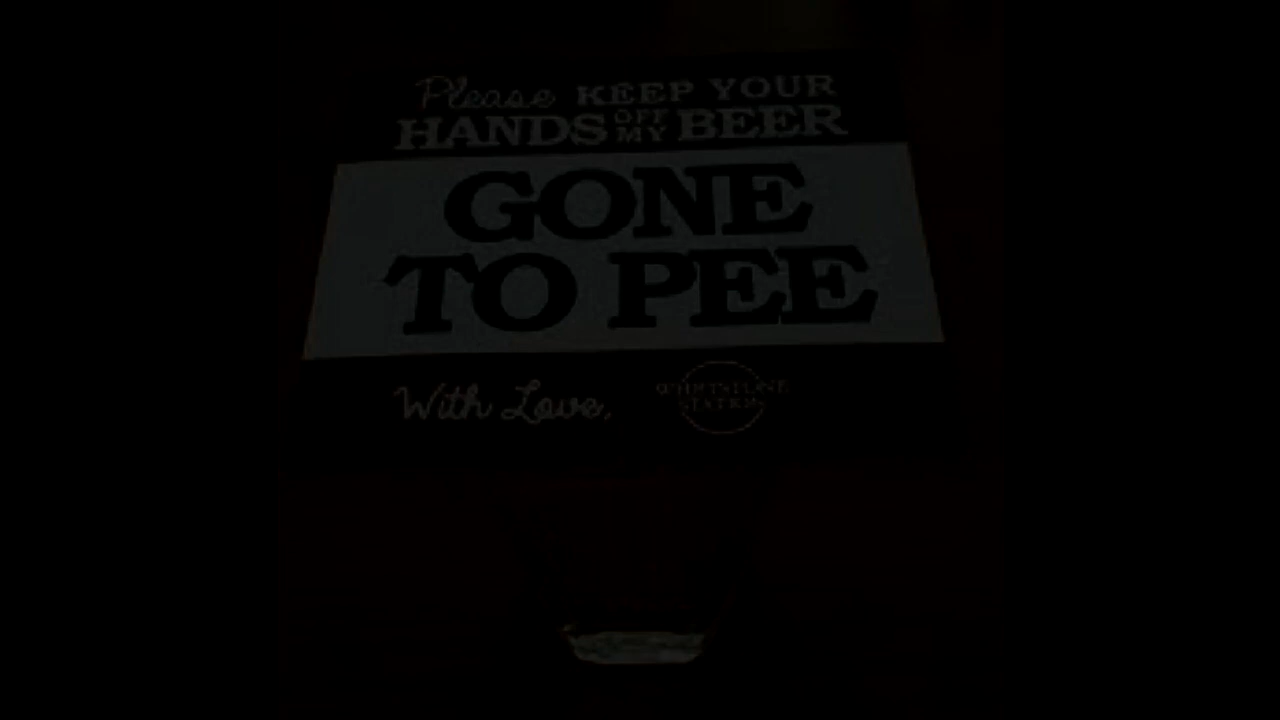 Please KEEP YOUR
HANDS OFF MY BEER
GONE
TO PEE
With Love,